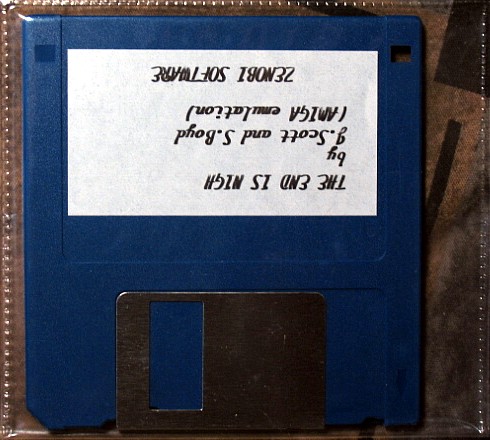 THE END IS NIGH
by
J.Scott and S.Boyd
(AMIGA emulation)
ZENOBI SOFTWARE